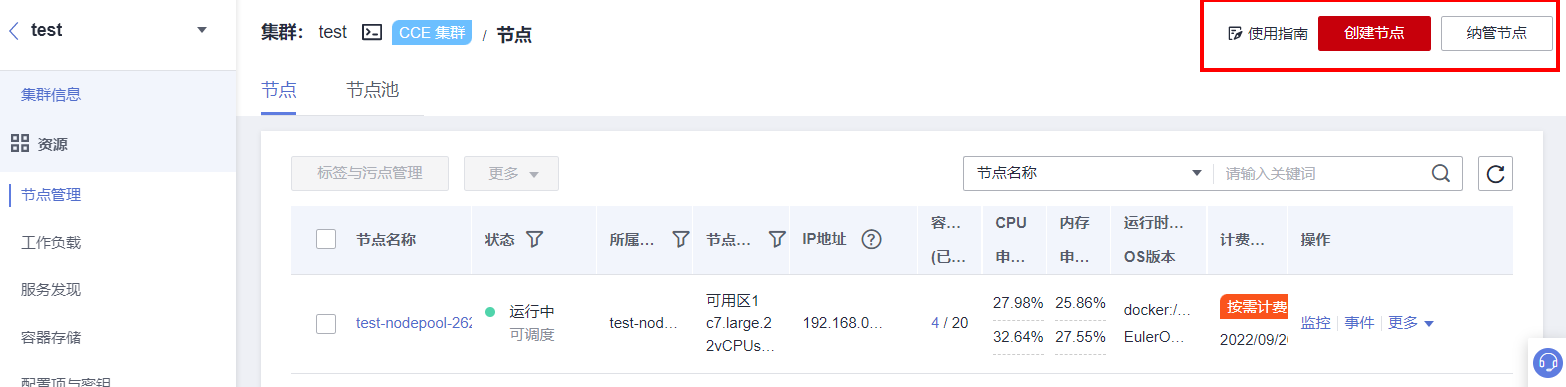 test
集群： test CCE 集群 / 节点
使用指南 创建节点 纳管节点
集群信息
资源
节点管理
工作负载
服务发现
容器存储
配置项与密钥
节点 节点池
标签与污点管理 更多
节点名称 请输入关键词
节点名称 状态 所属... 节点... IP地址 容...
(已... CPU
申... 内存
申... 运行时...
OS版本 计费... 操作
test-nodepool-262 运行中
可调度 test-nod... 可用区1
c7.large.2
2vCPUs... 192.168.0... 4 / 20 27.98%
32.64% 25.86%
27.55% docker:/...
EulerO... 按需计费
2022/09/20 监控 事件 更多